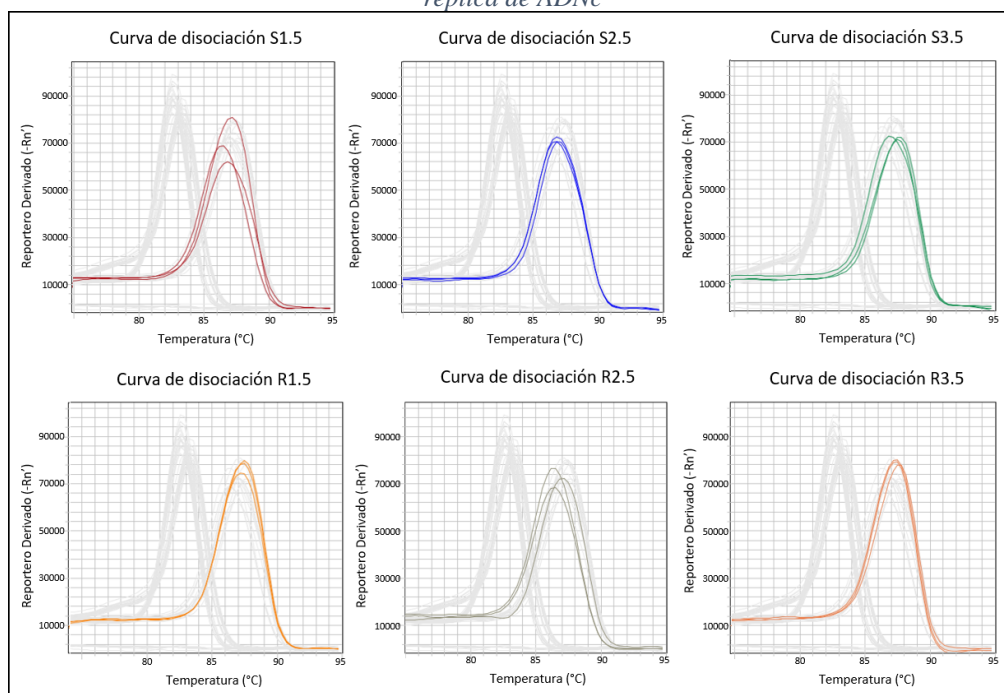 réplica de ADNc
Curva de disociación S1.5
Curva de disociación S2.5
Curva de disociación S3.5
Reportero Derivado (-Rn')
90000
70000
50000
30000
10000
80
85
90
95
Temperatura (°C)
Reportero Derivado (-Rn')
90000
70000
50000
30000
10000
80
85
90
95
Temperatura (°C)
Reportero Derivado (-Rn')
90000
70000
50000
30000
10000
80
85
90
95
Temperatura (°C)
Curva de disociación R1.5
Curva de disociación R2.5
Curva de disociación R3.5
Reportero Derivado (-Rn')
90000
70000
50000
30000
10000
80
85
90
95
Temperatura (°C)
Reportero Derivado (-Rn')
90000
70000
50000
30000
10000
80
85
90
95
Temperatura (°C)
Reportero Derivado (-Rn')
90000
70000
50000
30000
10000
80
85
90
95
Temperatura (°C)